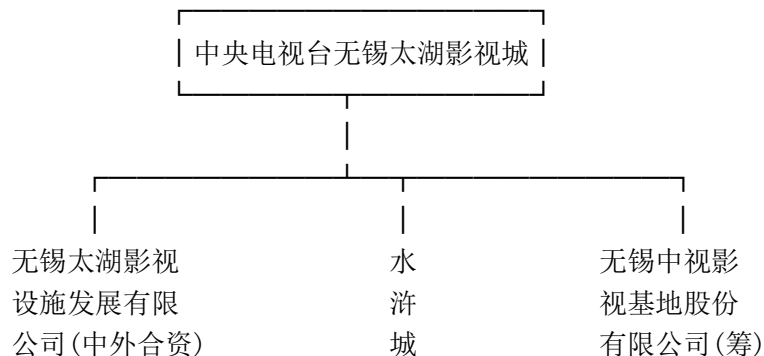 中央电视台无锡太湖影视城
无锡太湖影视 水 无锡中视影
设施发展有限 浒 视基地股份
公司(中外合资) 城 有限公司(筹)